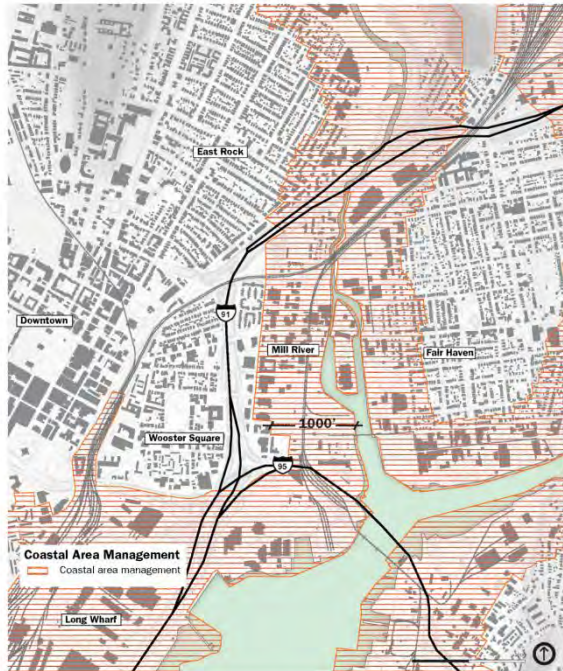 East Rock
91
Downtown
Mill River
Fair Haven
1000'
Wooster Square
95
Coastal Area Management
Coastal area management
Long Wharf